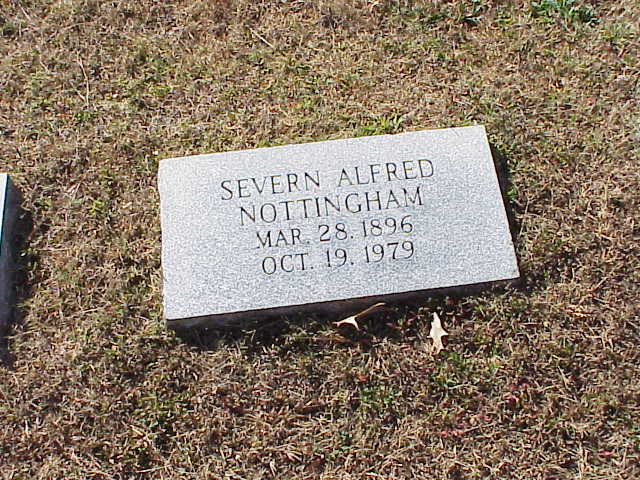 SEVERN ALFRED
NOTTINGHAM
MAR. 28. 1896
OCT. 19. 1979